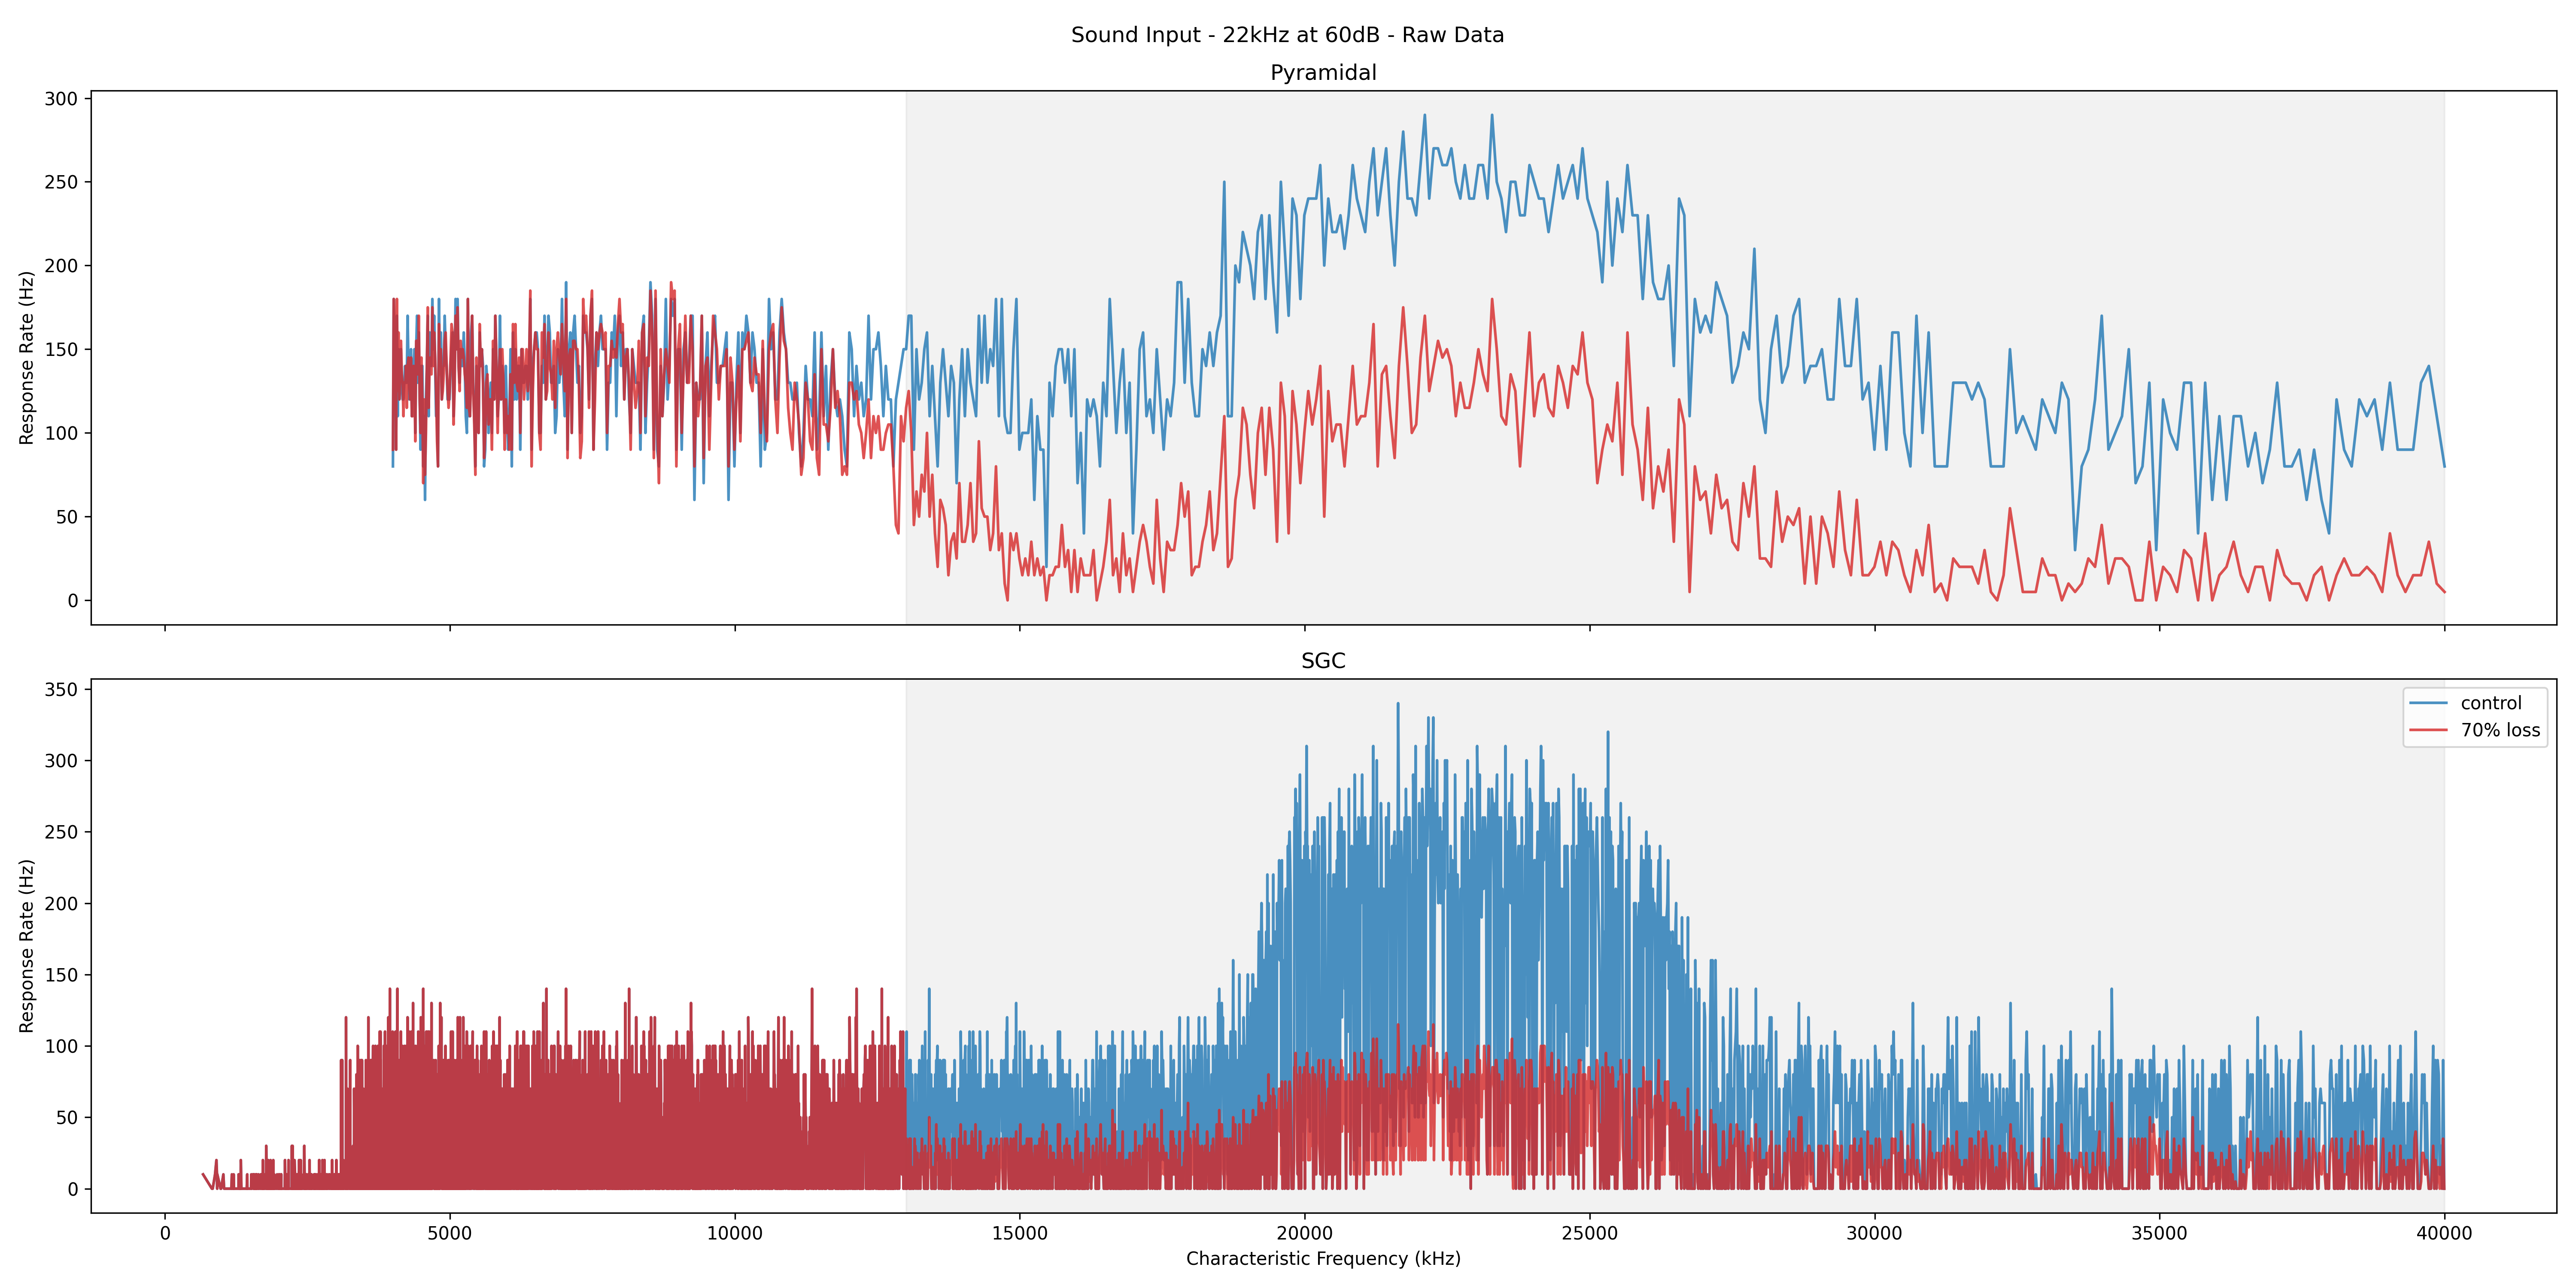 Sound Input - 22kHz at 60dB - Raw Data
Pyramidal
Response Rate (Hz)
300
250
200
150
100
50
0
SGC
Response Rate (Hz)
350
300
250
200
150
100
50
0
control
70% loss
0 5000 10000 15000 20000 25000 30000 35000 40000
Characteristic Frequency (kHz)